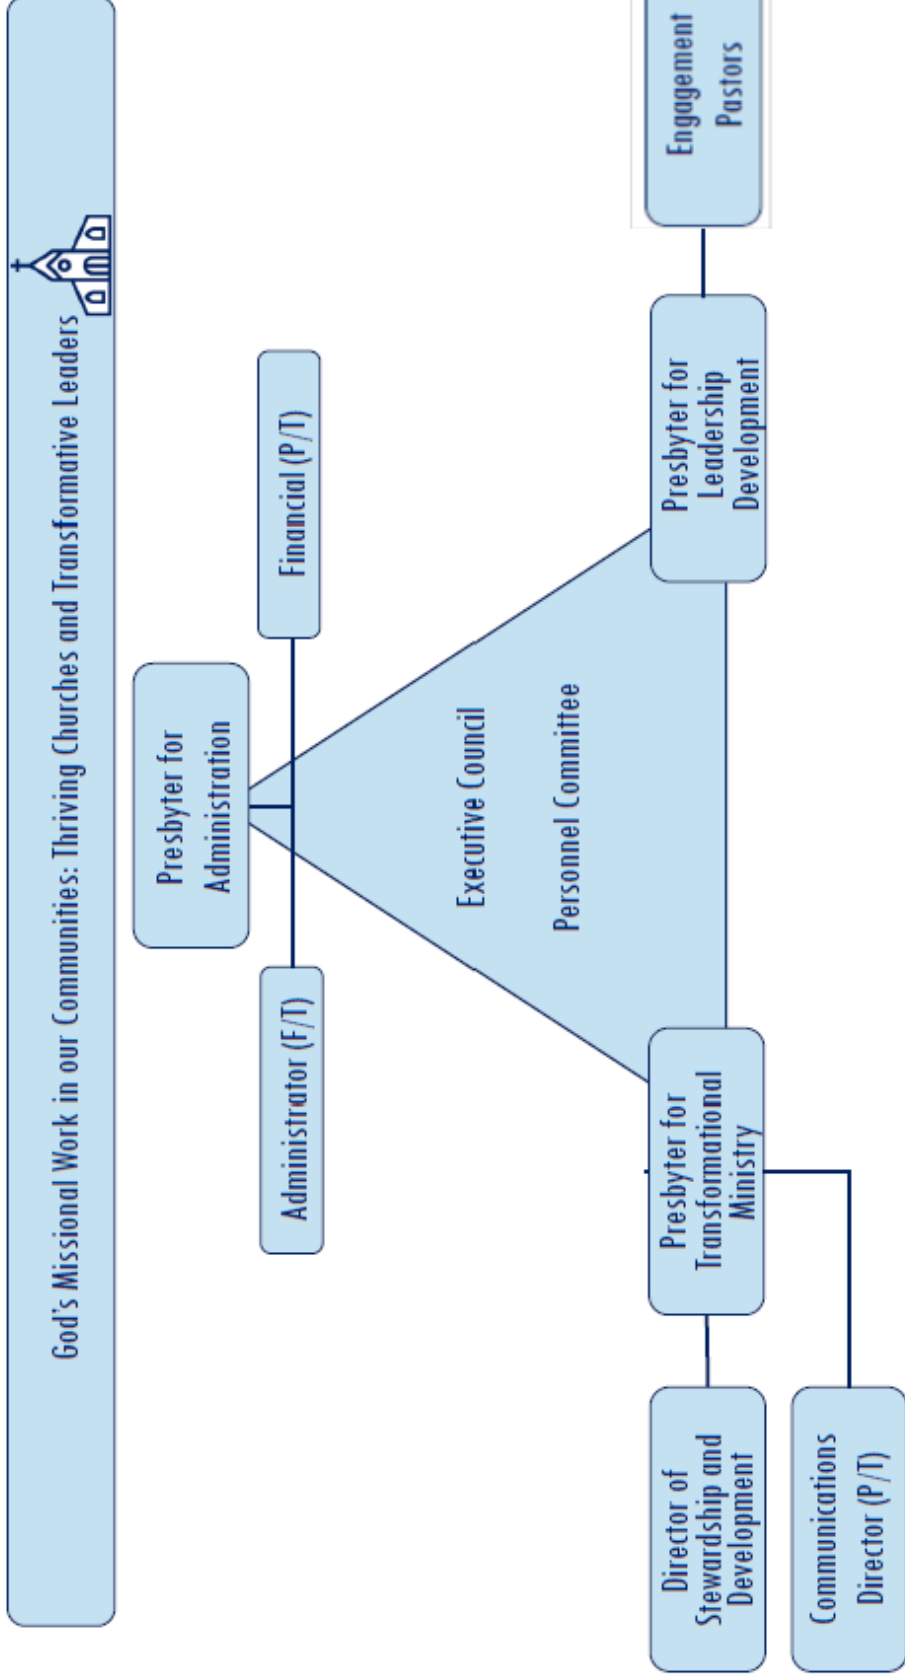 God's Missional Work in our Communities: Thriving Churches and Transformative Leaders
Presbyter for
Administration
Administrator (F/T)
Financial (P/T)
Executive Council
Personnel Committee
Director of
Stewardship and
Development
Presbyter for
Transformational
Ministry
Presbyter for
Leadership
Development
Engagement
Pastors
Communications
Director (P/T)